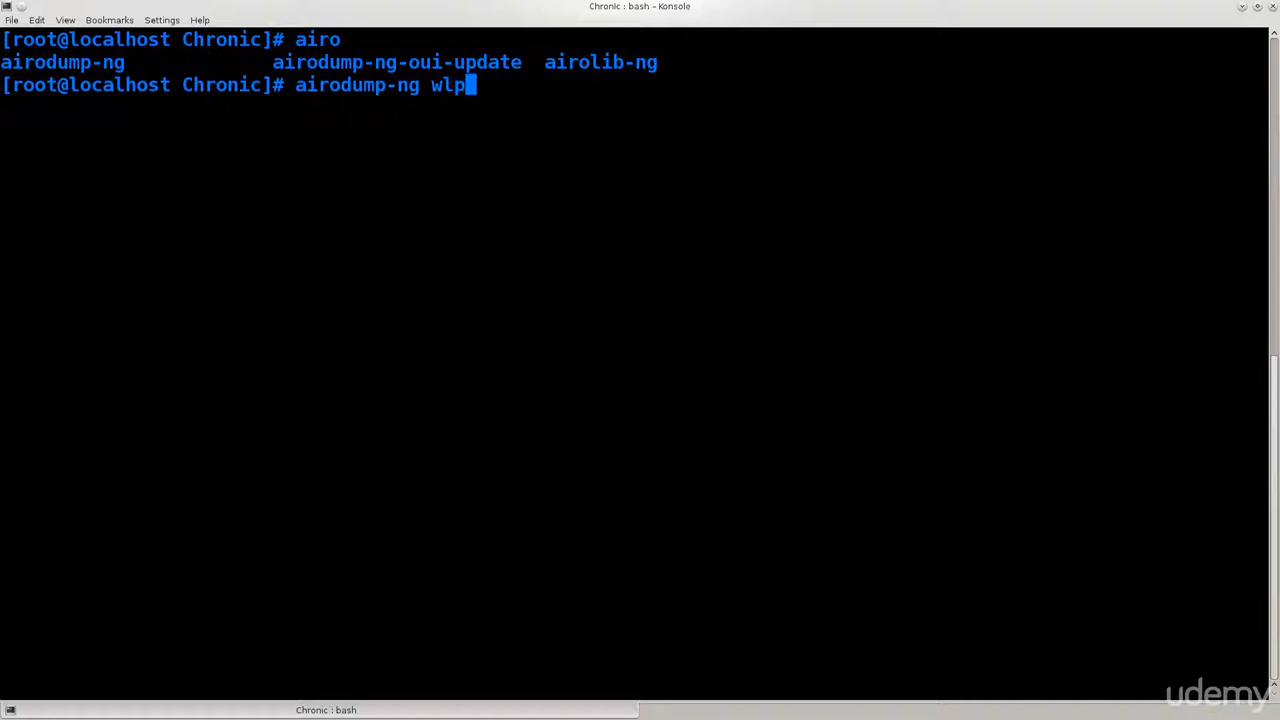 Chronic : bash – Konsole
File Edit View Bookmarks Settings Help
[root@localhost Chronic]# airo
airodump-ng airodump-ng-oui-update airolib-ng
[root@localhost Chronic]# airodump-ng wlp
udemy
Chronic : bash